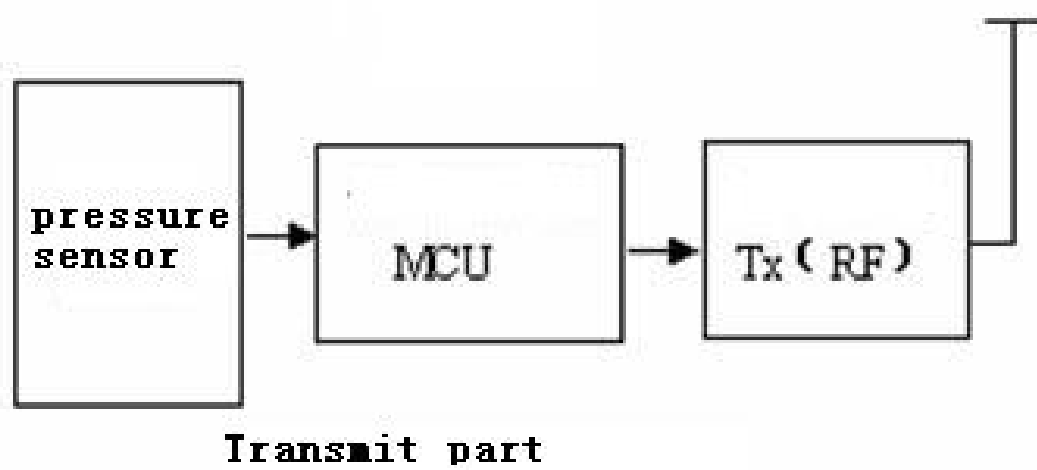 pressure
sensor
MCU
Tx(RF)
Transmit part